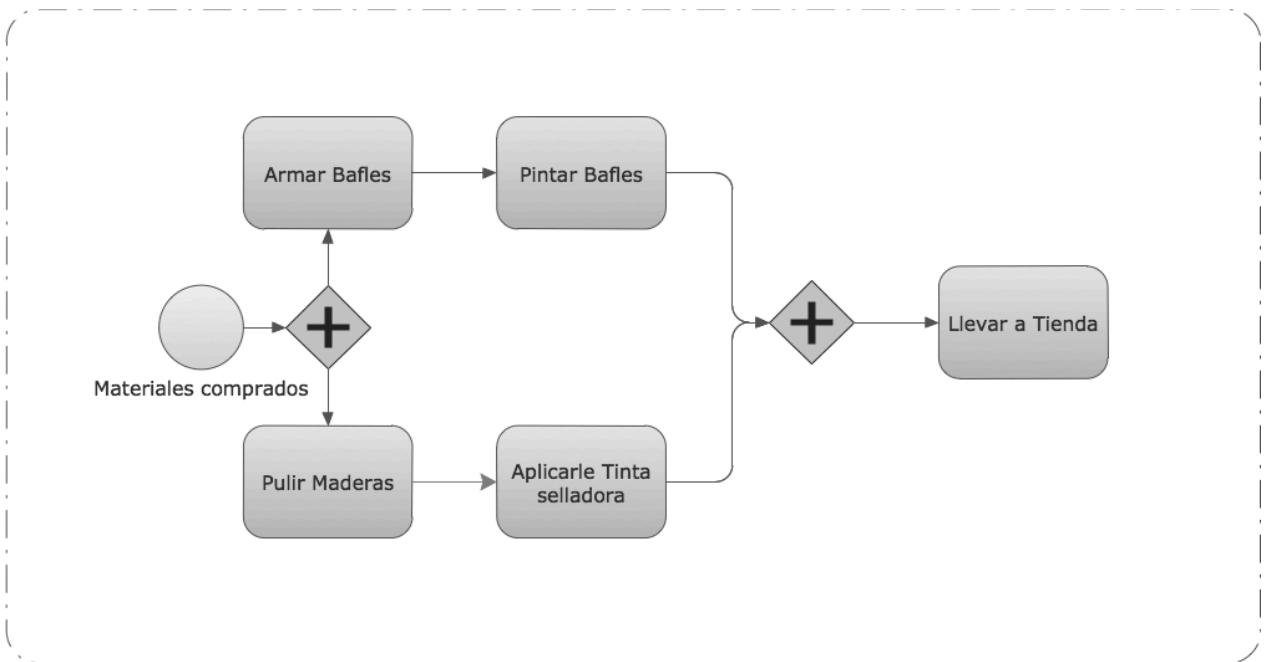 Armar Bafles
Pintar Bafles
Materiales comprados
Llevar a Tienda
Pulir Maderas
Aplicarle Tinta
selladora